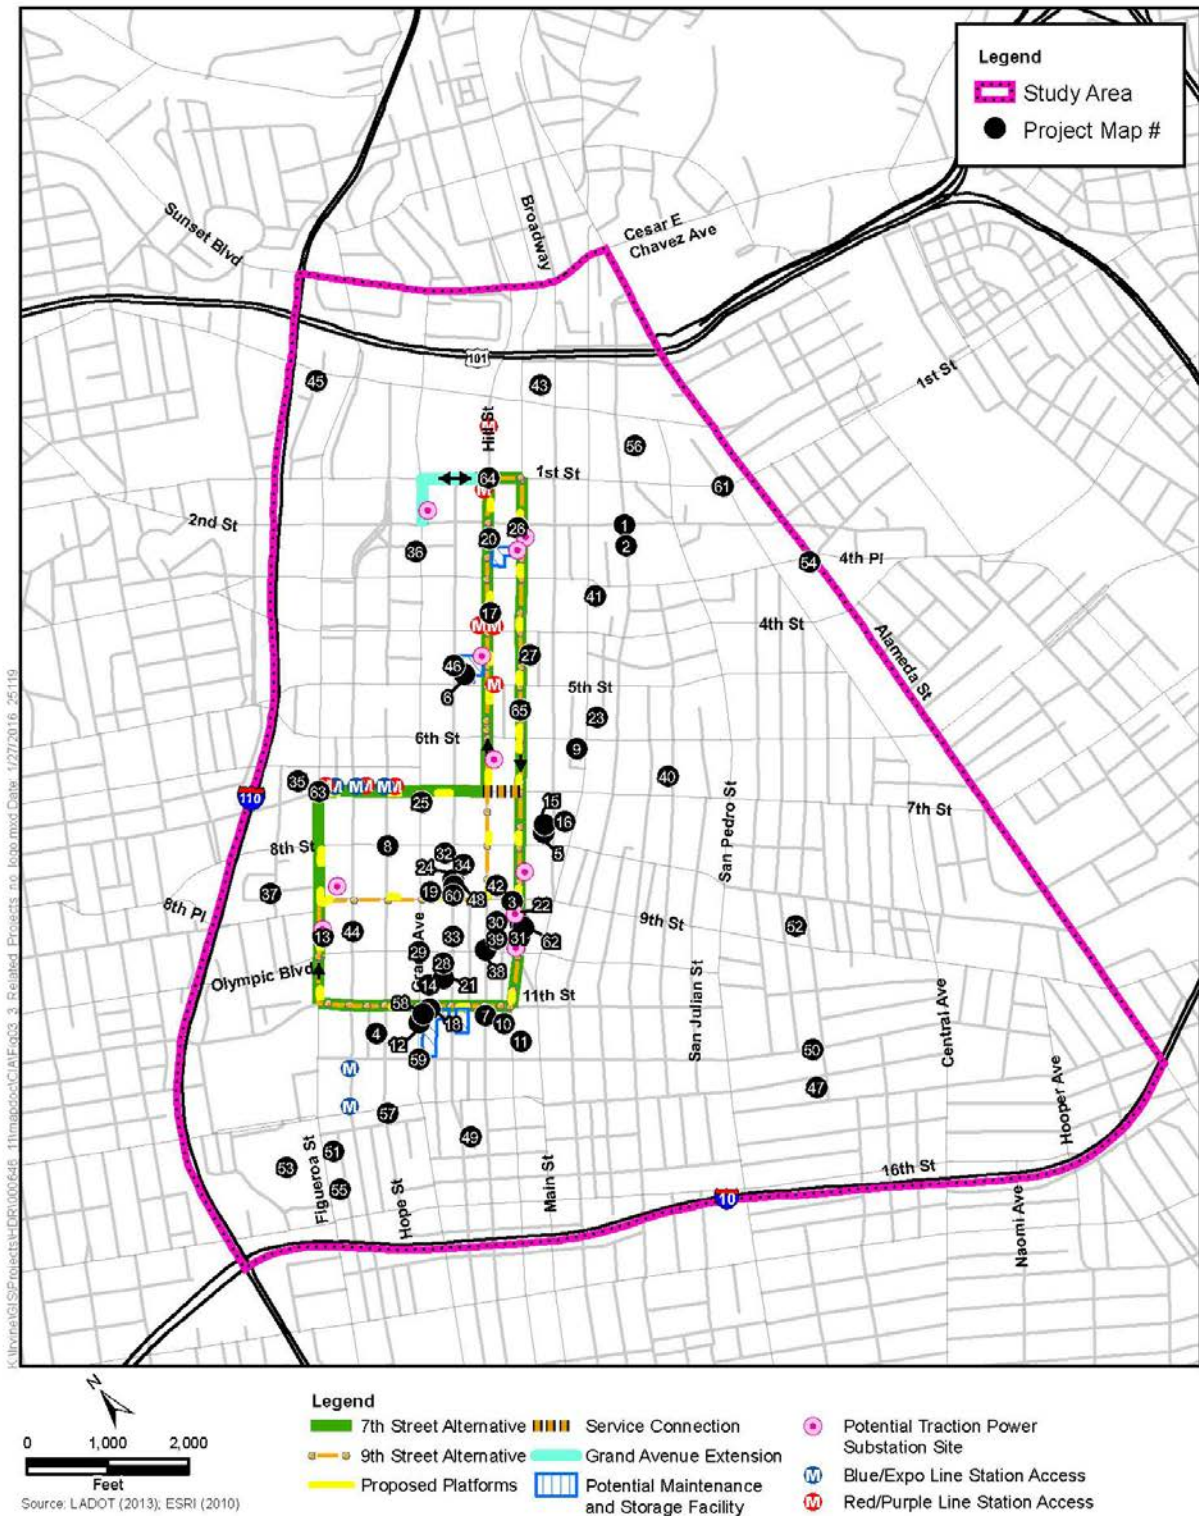 Legend
Study Area
Project Map #
Sunset Blvd
Broadway
Cesar E
Chavez Ave
101
45
43
Hill St
M
56
1st St
64
1st St
61
M
2nd St
26
1
20
2
36
4th Pl
54
41
17
4th St
M M
Alameda St
27
46
M
6
5th St
65
23
6th St
9
40
35
M M M M M
63
110
25
15
16
7th St
San Pedro St
8th St
8
32
5
24
34
37
19
60
48
42
3
22
8th Pl
9th St
52
13
44
33
30
39
31
62
29
Grand Ave
38
28
Olympic Blvd
14
21
11th St
58
18
7
10
4
12
11
59
San Julian St
Central Ave
50
M
47
Hooper Ave
M
57
49
51
53
55
Figueroa St
Hope St
Main St
16th St
10
Naomi Ave
N
0 1,000 2,000
Feet
Source: LADOT (2013); ESRI (2010)
Legend
7th Street Alternative
9th Street Alternative
Proposed Platforms
Service Connection
Grand Avenue Extension
Potential Maintenance
and Storage Facility
Potential Traction Power
Substation Site
M Blue/Expo Line Station Access
M Red/Purple Line Station Access